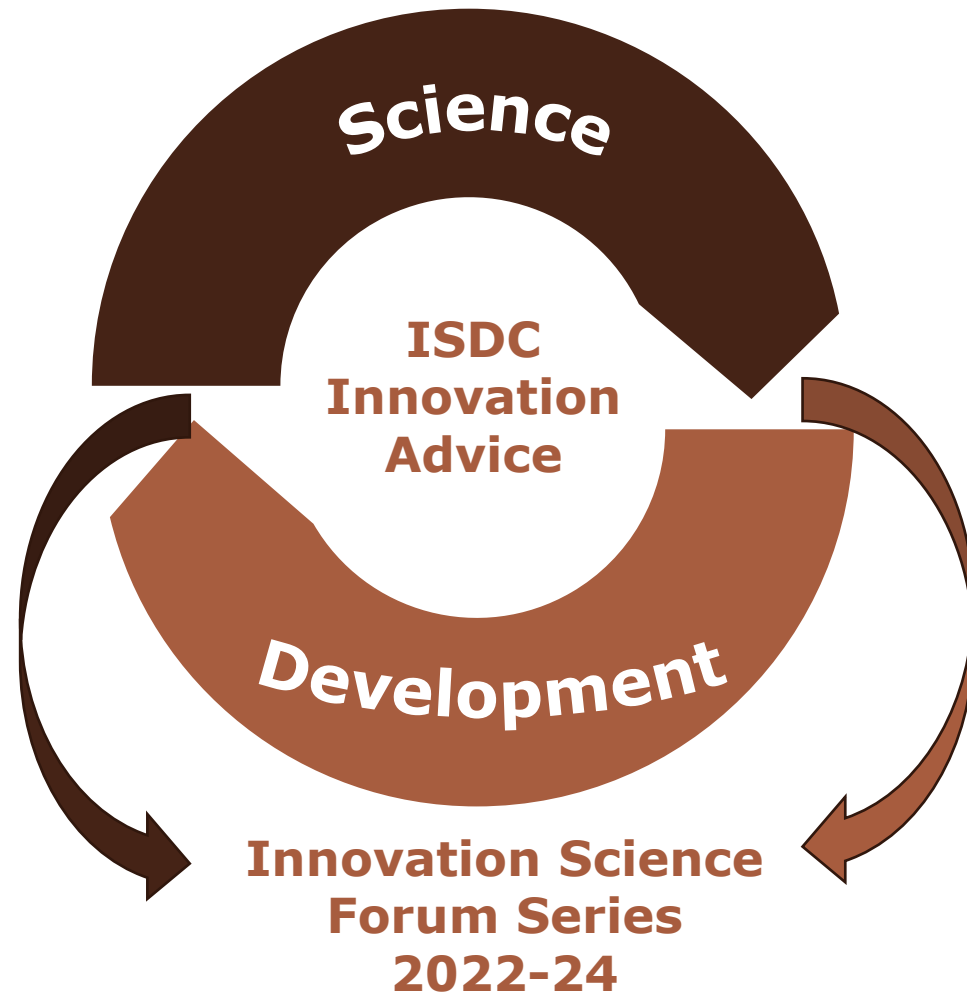 Science
ISDC
Innovation
Advice
Development
Innovation Science
Forum Series
2022-24